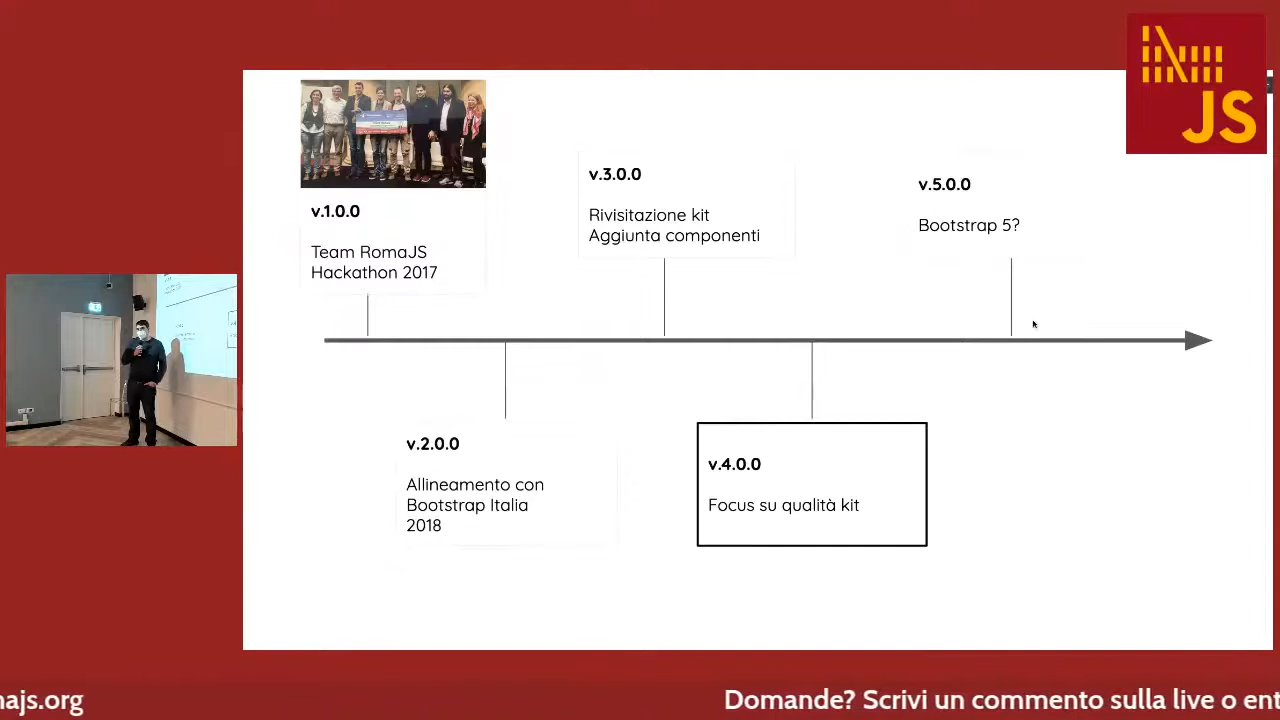 JS
v.1.0.0
Team RomaJS
Hackathon 2017
v.3.0.0
Rivisitazione kit
Aggiunta componenti
v.5.0.0
Bootstrap 5?
v.2.0.0
Allineamento con
Bootstrap Italia
2018
v.4.0.0
Focus su qualità kit
najs.org
Domande? Scrivi un commento sulla live o ent